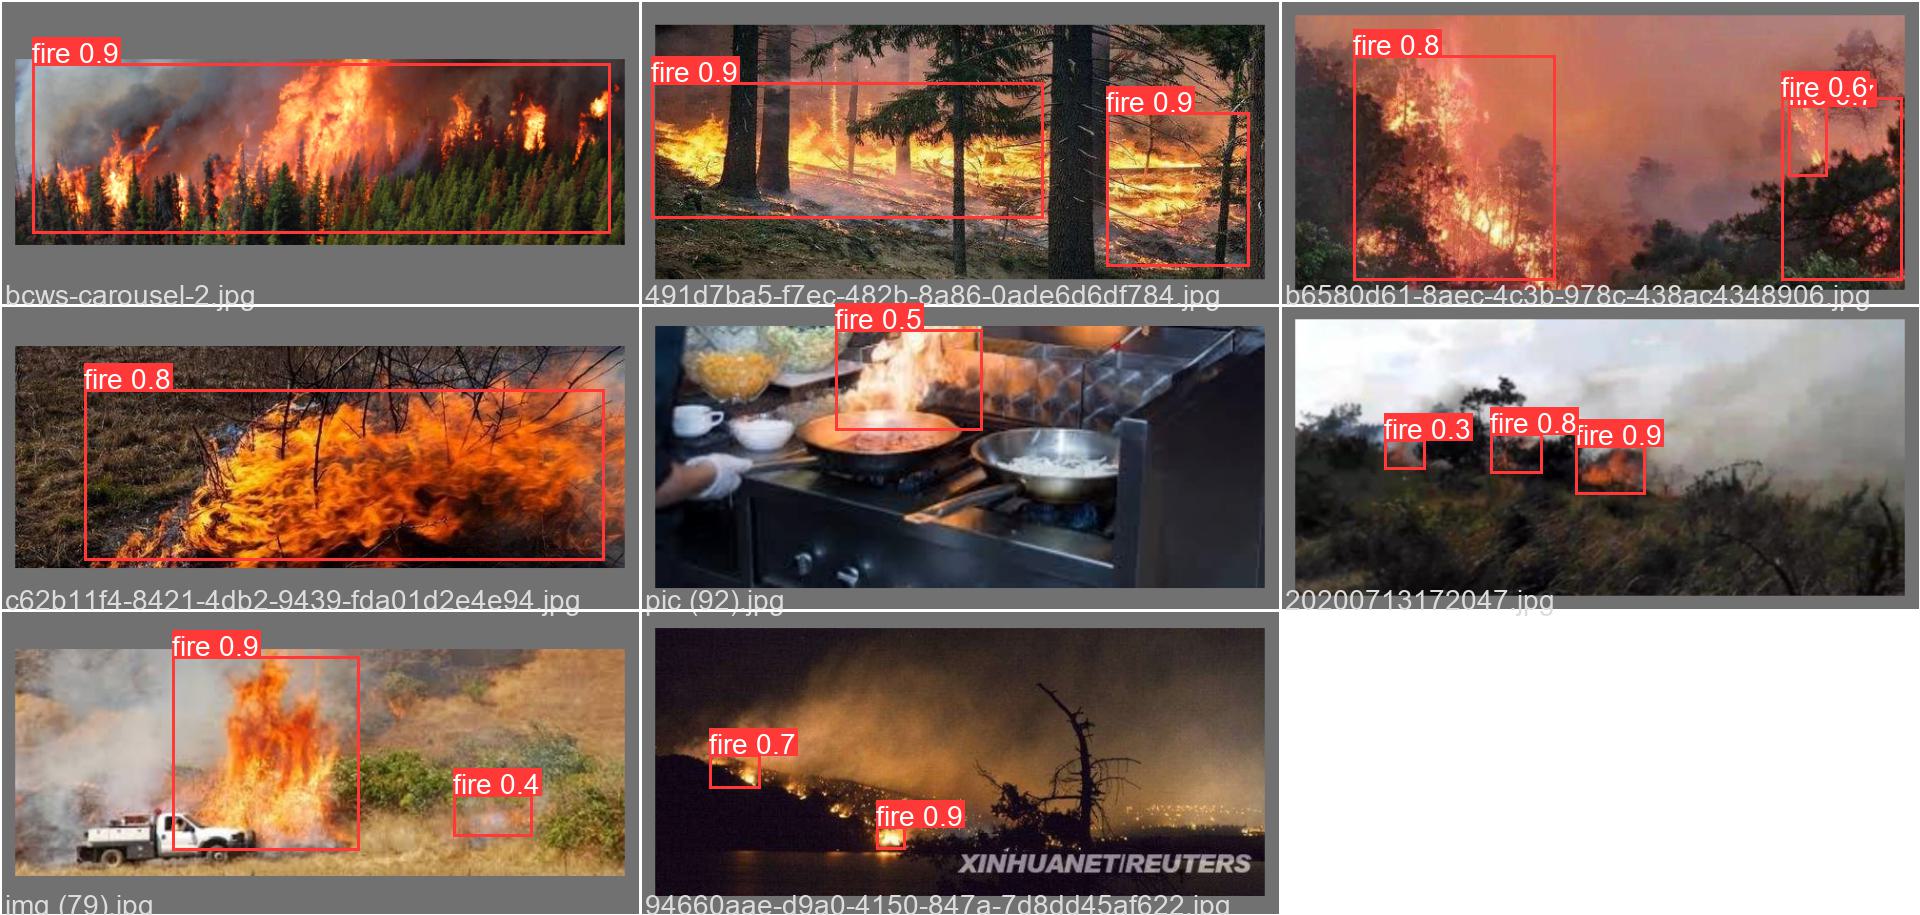 fire 0.9
bcws-carousel-2.jpg
fire 0.9
fire 0.9
491d7ba5-f7ec-482b-8a86-0ade6d6df784.jpg
fire 0.8
fire 0.6
b6580d61-8aec-4c3b-978c-438ac4348906.jpg
fire 0.8
c62b11f4-8421-4db2-9439-fda01d2e4e94.jpg
fire 0.5
pic (92).jpg
fire 0.3
fire 0.8
fire 0.9
20200713172047.jpg
fire 0.9
fire 0.4
img (79).jpg
fire 0.7
fire 0.9
XINHUANET/REUTERS
94660aae-d9a0-4150-847a-7d8dd45af622.jpg